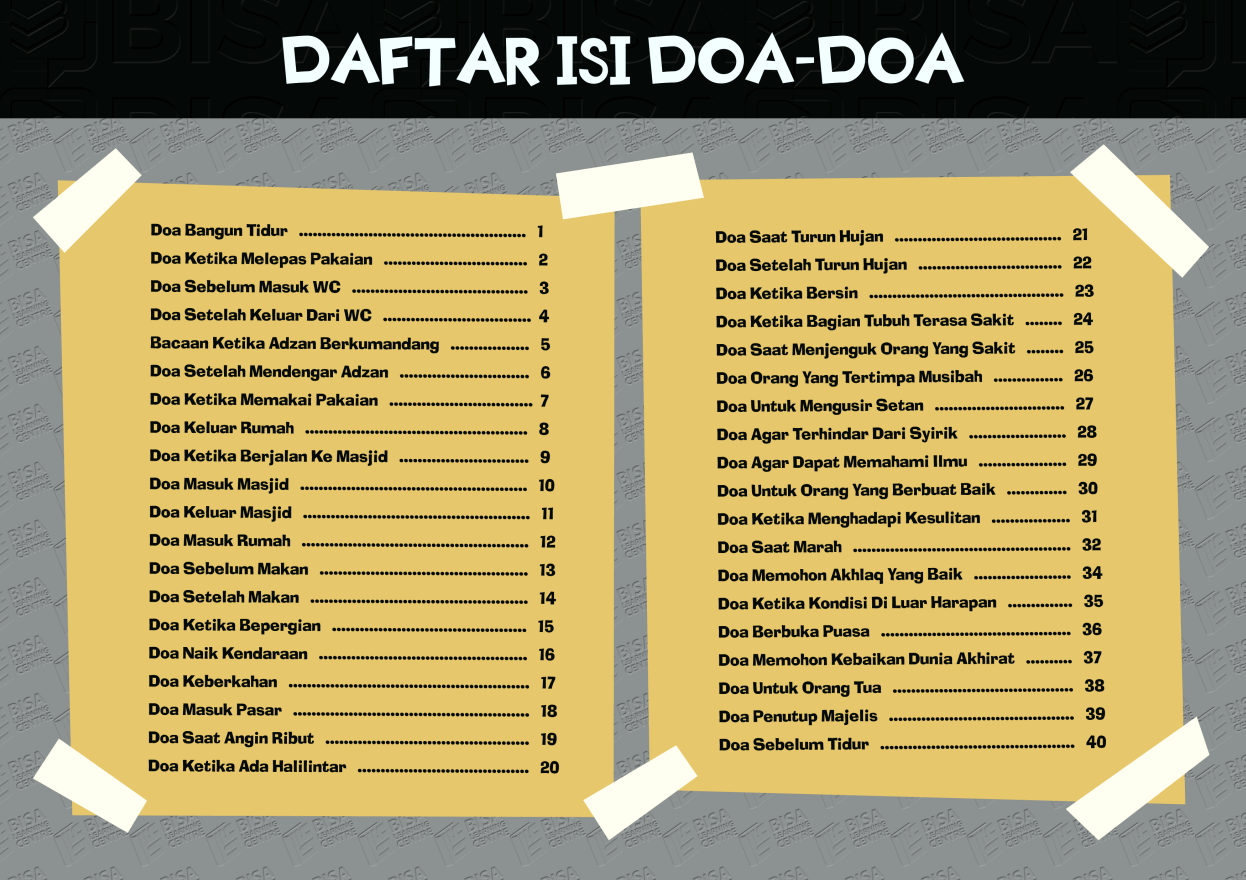 DAFTAR ISI DOA-DOA
Doa Bangun Tidur ........................ 1
Doa Ketika Melepas Pakaian ........................ 2
Doa Sebelum Masuk WC ........................ 3
Doa Setelah Keluar Dari WC ........................ 4
Bacaan Ketika Adzan Berkumandang ........................ 5
Doa Setelah Mendengar Adzan ........................ 6
Doa Ketika Memakai Pakaian ........................ 7
Doa Keluar Rumah ........................ 8
Doa Ketika Berjalan Ke Masjid ........................ 9
Doa Masuk Masjid ........................ 10
Doa Keluar Masjid ........................ 11
Doa Masuk Rumah ........................ 12
Doa Sebelum Makan ........................ 13
Doa Setelah Makan ........................ 14
Doa Ketika Bepergian ........................ 15
Doa Naik Kendaraan ........................ 16
Doa Keberkahan ........................ 17
Doa Masuk Pasar ........................ 18
Doa Saat Angin Ribut ........................ 19
Doa Ketika Ada Halilintar ........................ 20
Doa Saat Turun Hujan ........................ 21
Doa Setelah Turun Hujan ........................ 22
Doa Ketika Bersin ........................ 23
Doa Ketika Bagian Tubuh Terasa Sakit ........ 24
Doa Saat Menjenguk Orang Yang Sakit ........ 25
Doa Orang Yang Tertimpa Musibah ............... 26
Doa Untuk Mengusir Setan ........................ 27
Doa Agar Terhindar Dari Syirik ........................ 28
Doa Agar Dapat Memahami Ilmu ................... 29
Doa Untuk Orang Yang Berbuat Baik ............. 30
Doa Ketika Menghadapi Kesulitan ................. 31
Doa Saat Marah ........................ 32
Doa Memohon Akhlaq Yang Baik ..................... 34
Doa Ketika Kondisi Di Luar Harapan .............. 35
Doa Berbuka Puasa ........................ 36
Doa Memohon Kebaikan Dunia Akhirat .......... 37
Doa Untuk Orang Tua ........................ 38
Doa Penutup Majelis ........................ 39
Doa Sebelum Tidur ........................ 40